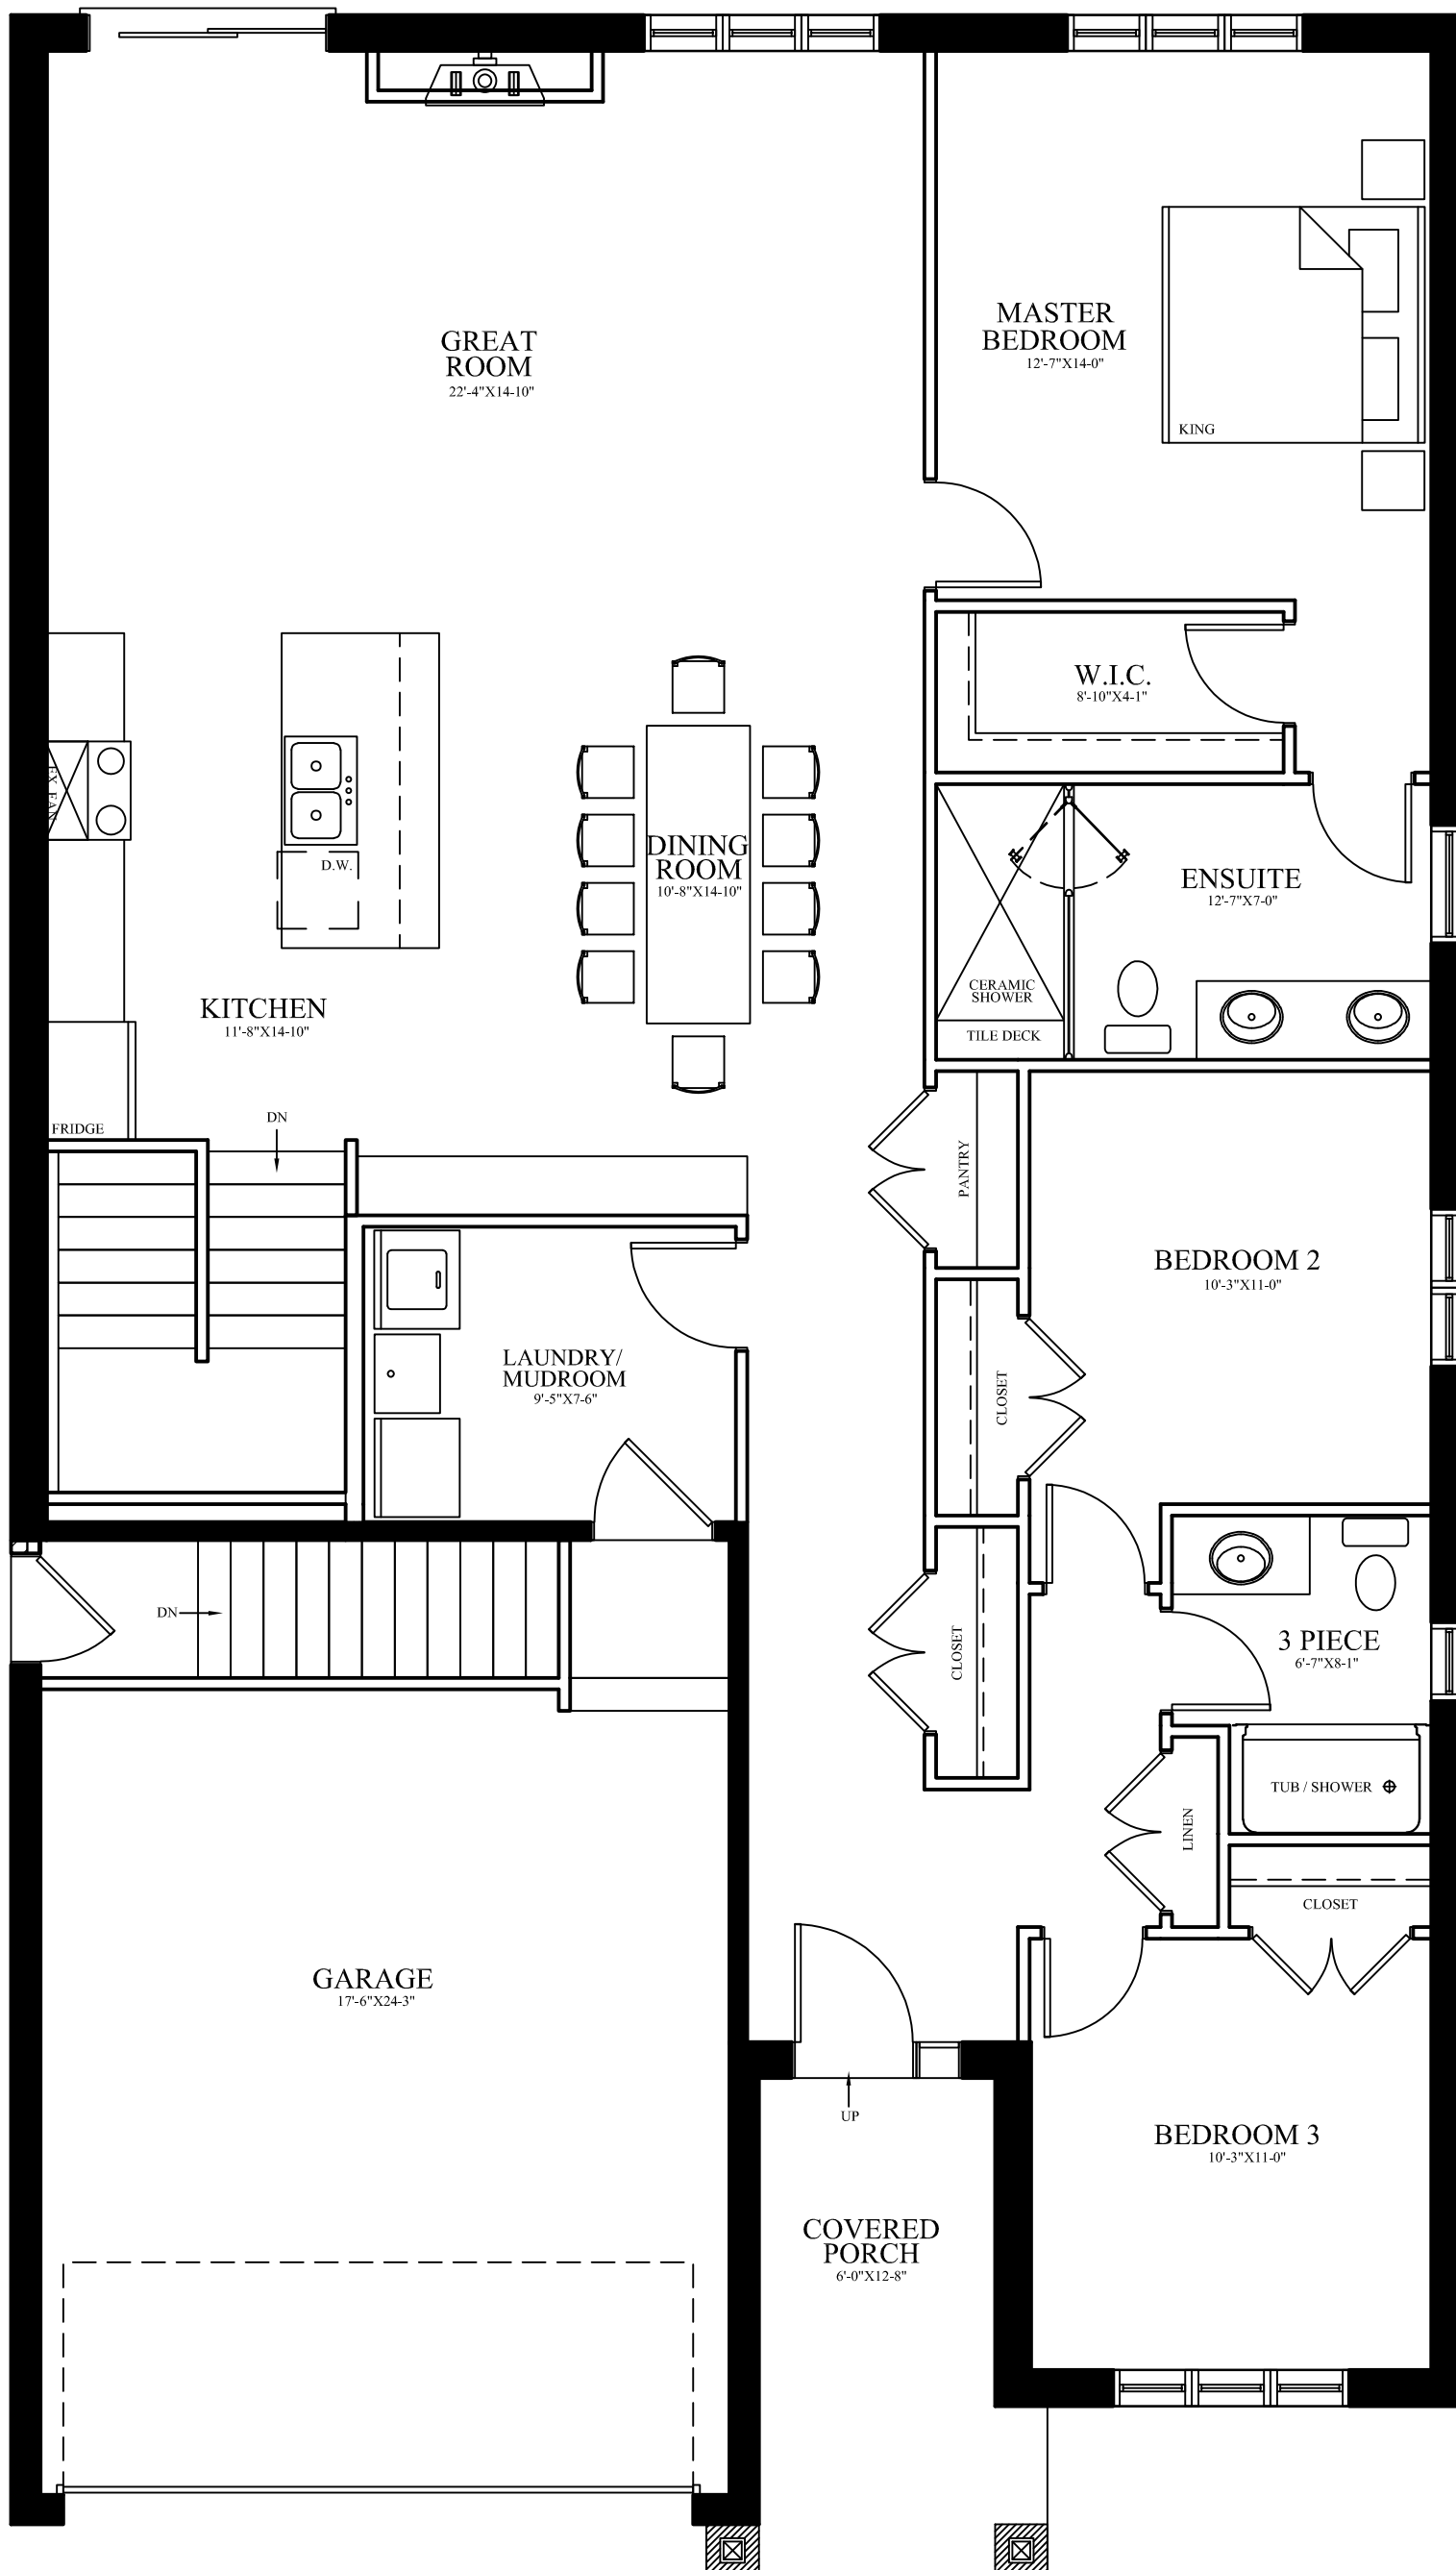 GREAT
ROOM
22'-4"X14-10"
MASTER
BEDROOM
12'-7"X14-0"
KING
W.I.C.
8'-10"X4-1"
EX. FAN
D.W.
DINING
ROOM
10'-8"X14-10"
ENSUITE
12'-7"X7-0"
CERAMIC
SHOWER
TILE DECK
KITCHEN
11'-8"X14-10"
FRIDGE
DN
PANTRY
BEDROOM 2
10'-3"X11-0"
LAUNDRY/
MUDROOM
9'-5"X7-6"
CLOSET
DN
CLOSET
3 PIECE
6'-7"X8-1"
TUB / SHOWER
LINEN
CLOSET
GARAGE
17'-6"X24-3"
UP
BEDROOM 3
10'-3"X11-0"
COVERED
PORCH
6'-0"X12-8"